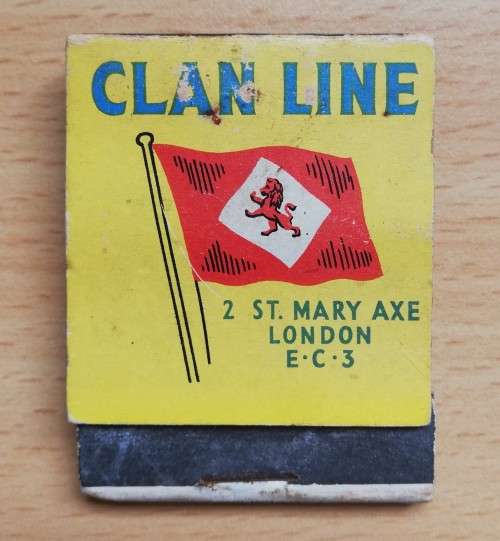 CLAN LINE
2 ST. MARY AXE
LONDON
E·C·3